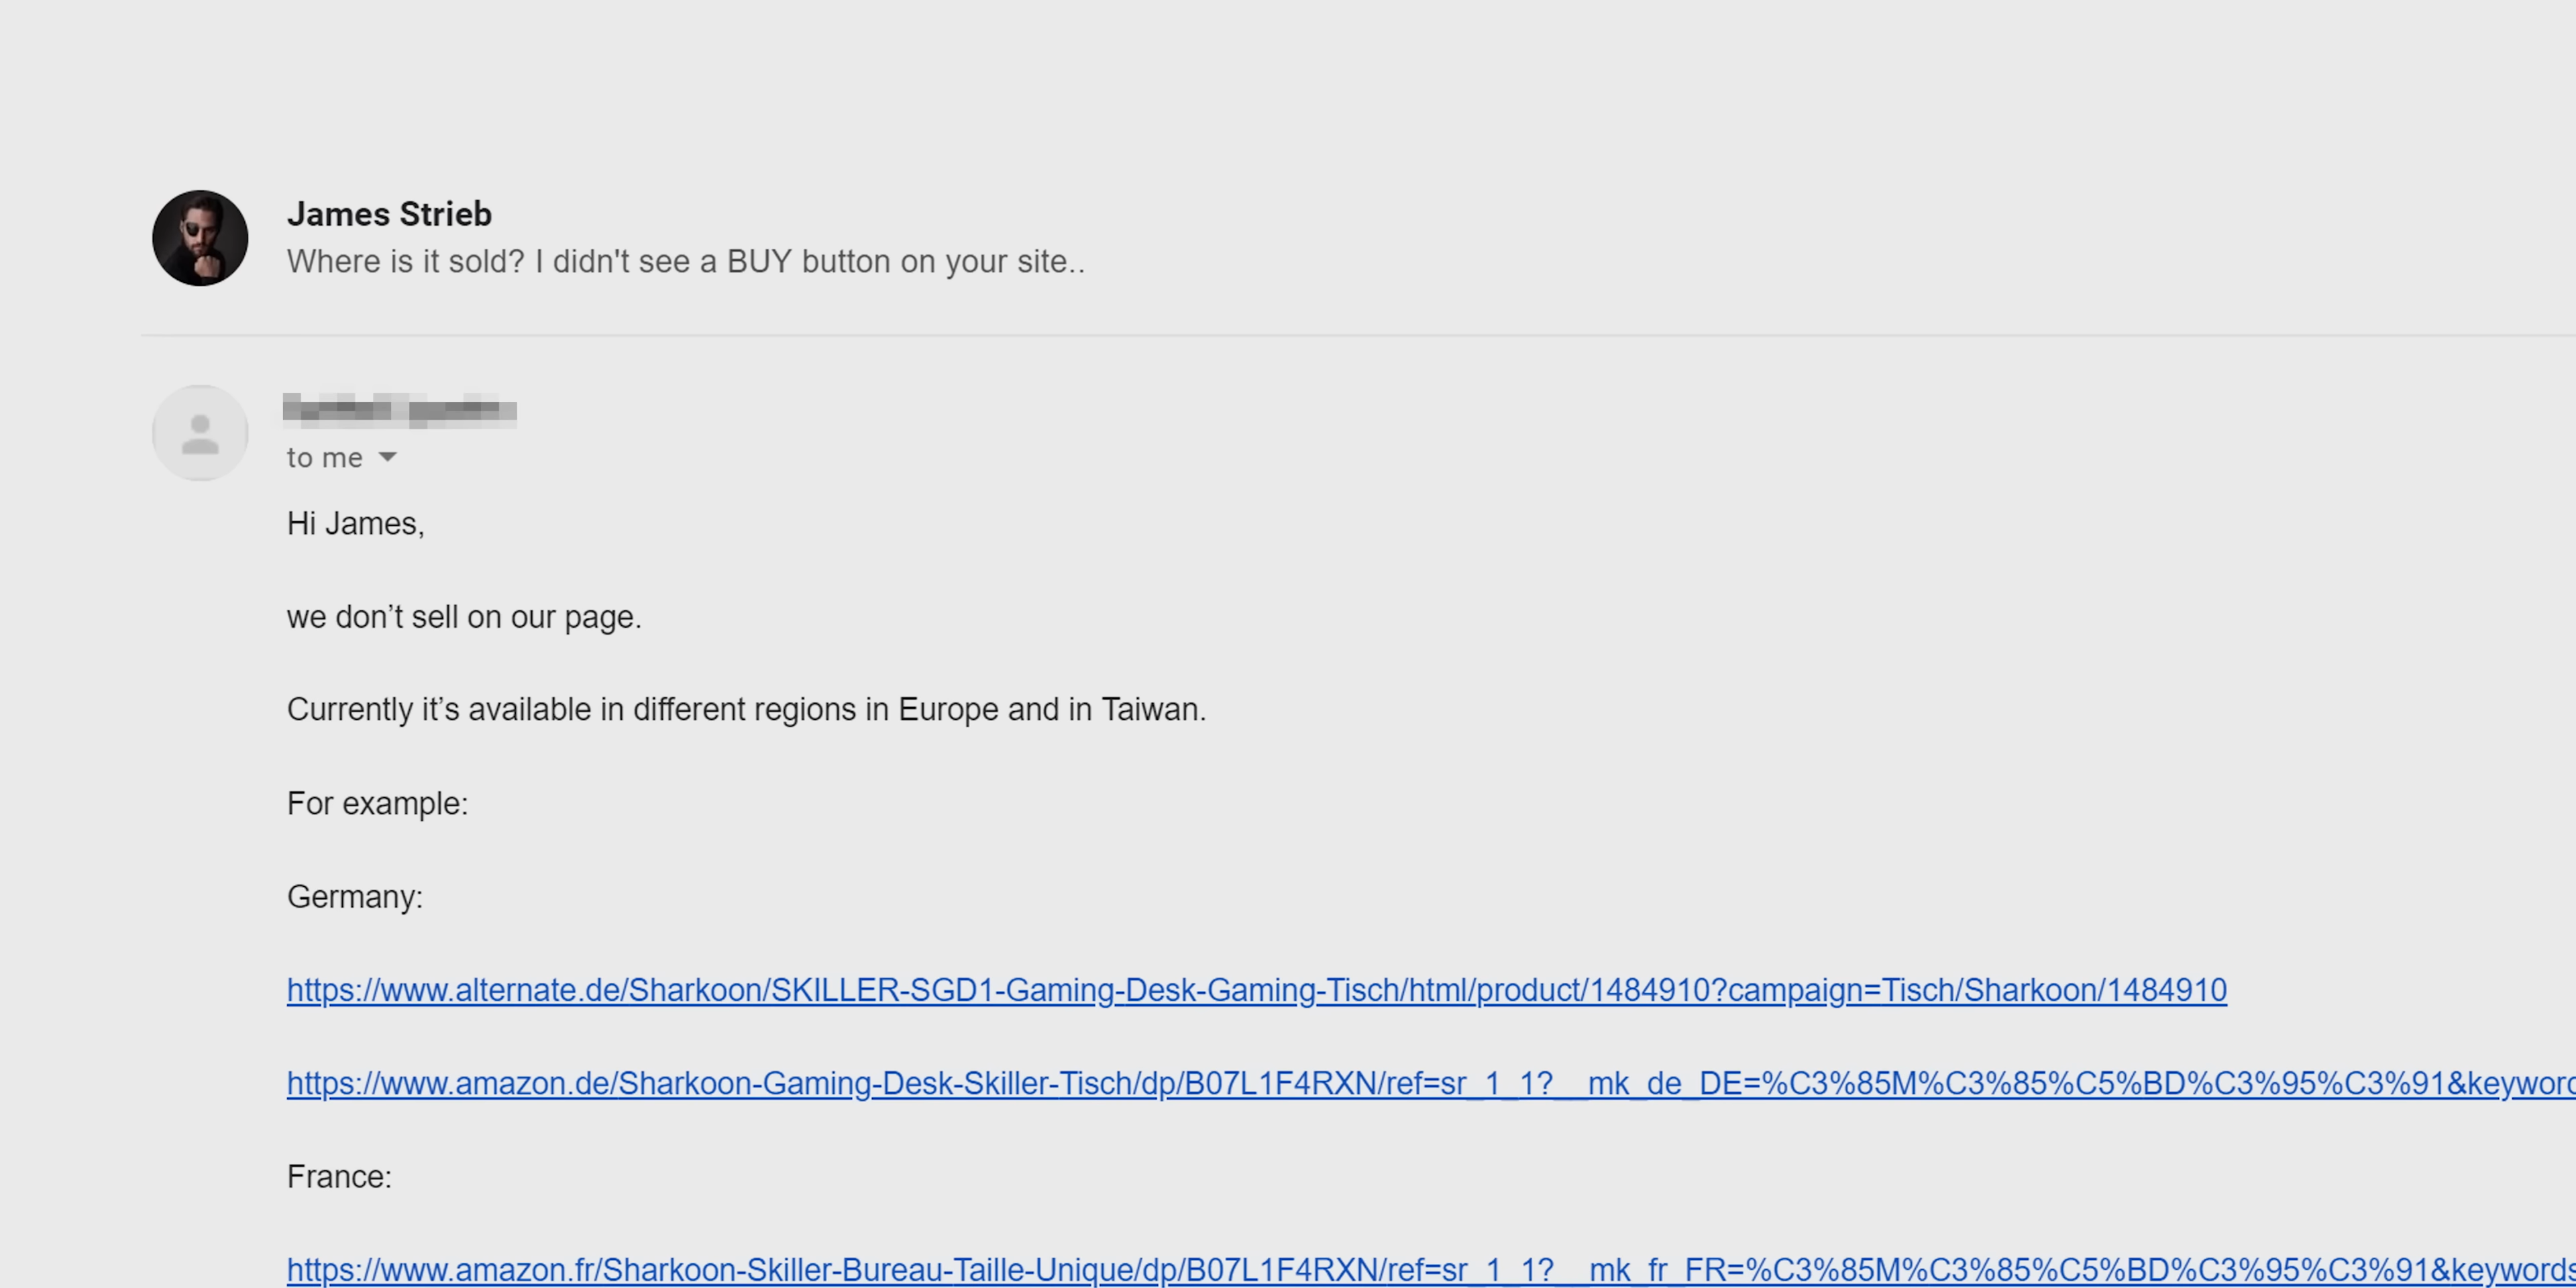 James Strieb
Where is it sold? I didn't see a BUY button on your site..
to me
Hi James,
we don’t sell on our page.
Currently it’s available in different regions in Europe and in Taiwan.
For example:
Germany:
https://www.alternate.de/Sharkoon/SKILLER-SGD1-Gaming-Desk-Gaming-Tisch/html/product/1484910?campaign=Tisch/Sharkoon/1484910
https://www.amazon.de/Sharkoon-Gaming-Desk-Skiller-Tisch/dp/B07L1F4RXN/ref=sr_1_1?__mk_de_DE=%C3%85M%C3%85%C5%BD%C3%95%C3%91&keyword
France:
https://www.amazon.fr/Sharkoon-Skiller-Bureau-Taille-Unique/dp/B07L1F4RXN/ref=sr_1_1?__mk_fr_FR=%C3%85M%C3%85%C5%BD%C3%95%C3%91&keywords